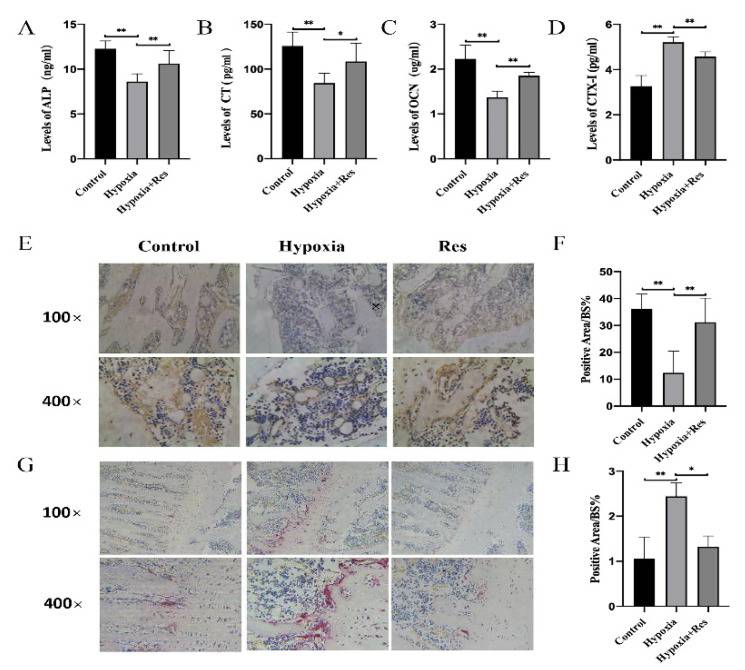 A
Levels of ALP (ng/ml)
15
10
5
0
** **
Control
Hypoxia
Hypoxia+Res
B
Levels of CT (pg/ml)
150
100
50
0
** *
Control
Hypoxia
Hypoxia+Res
C
Levels of OCN (ug/ml)
3
2
1
0
** **
Control
Hypoxia
Hypoxia+Res
D
Levels of CTX-I (pg/ml)
6
4
2
0
** **
Control
Hypoxia
Hypoxia+Res
E
Control Hypoxia Res
100×
400×
F
Positive Area/BS%
50
40
30
20
10
0
** **
Control
Hypoxia
Hypoxia+Res
G
100×
400×
H
Positive Area/BS%
3
2
1
0
** *
Control
Hypoxia
Hypoxia+Res